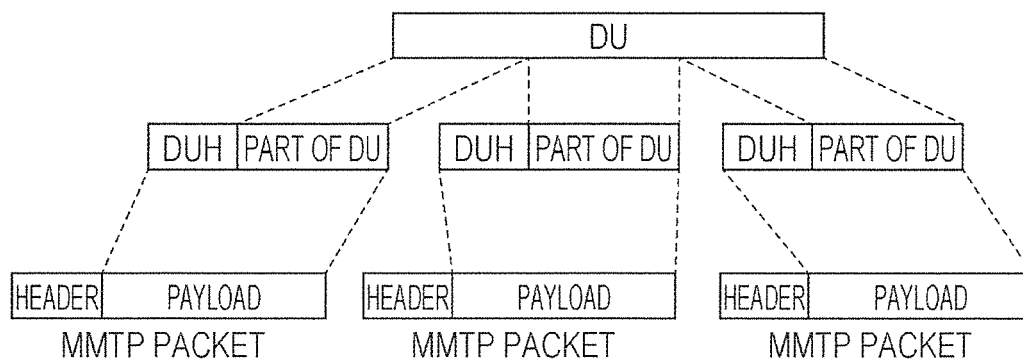 DU
DUH PART OF DU DUH PART OF DU DUH PART OF DU
HEADER PAYLOAD HEADER PAYLOAD HEADER PAYLOAD
MMTP PACKET MMTP PACKET MMTP PACKET